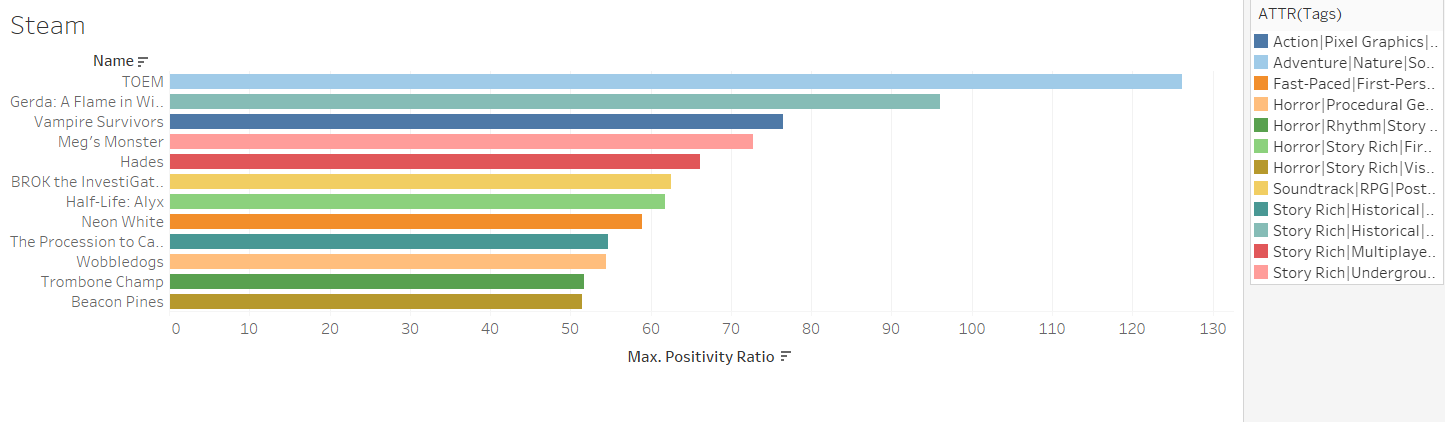 Steam
Name
TOEM
Gerda: A Flame in Wi..
Vampire Survivors
Meg's Monster
Hades
BROK the InvestiGat..
Half-Life: Alyx
Neon White
The Procession to Ca..
Wobbledogs
Trombone Champ
Beacon Pines
0 10 20 30 40 50 60 70 80 90 100 110 120 130
Max. Positivity Ratio
ATTR(Tags)
Action|Pixel Graphics|..
Adventure|Nature|So..
Fast-Paced|First-Pers..
Horror|Procedural Ge..
Horror|Rhythm|Story ..
Horror|Story Rich|Fir..
Horror|Story Rich|Vis..
Soundtrack|RPG|Post..
Story Rich|Historical|..
Story Rich|Historical|..
Story Rich|Multiplaye..
Story Rich|Undergrou..